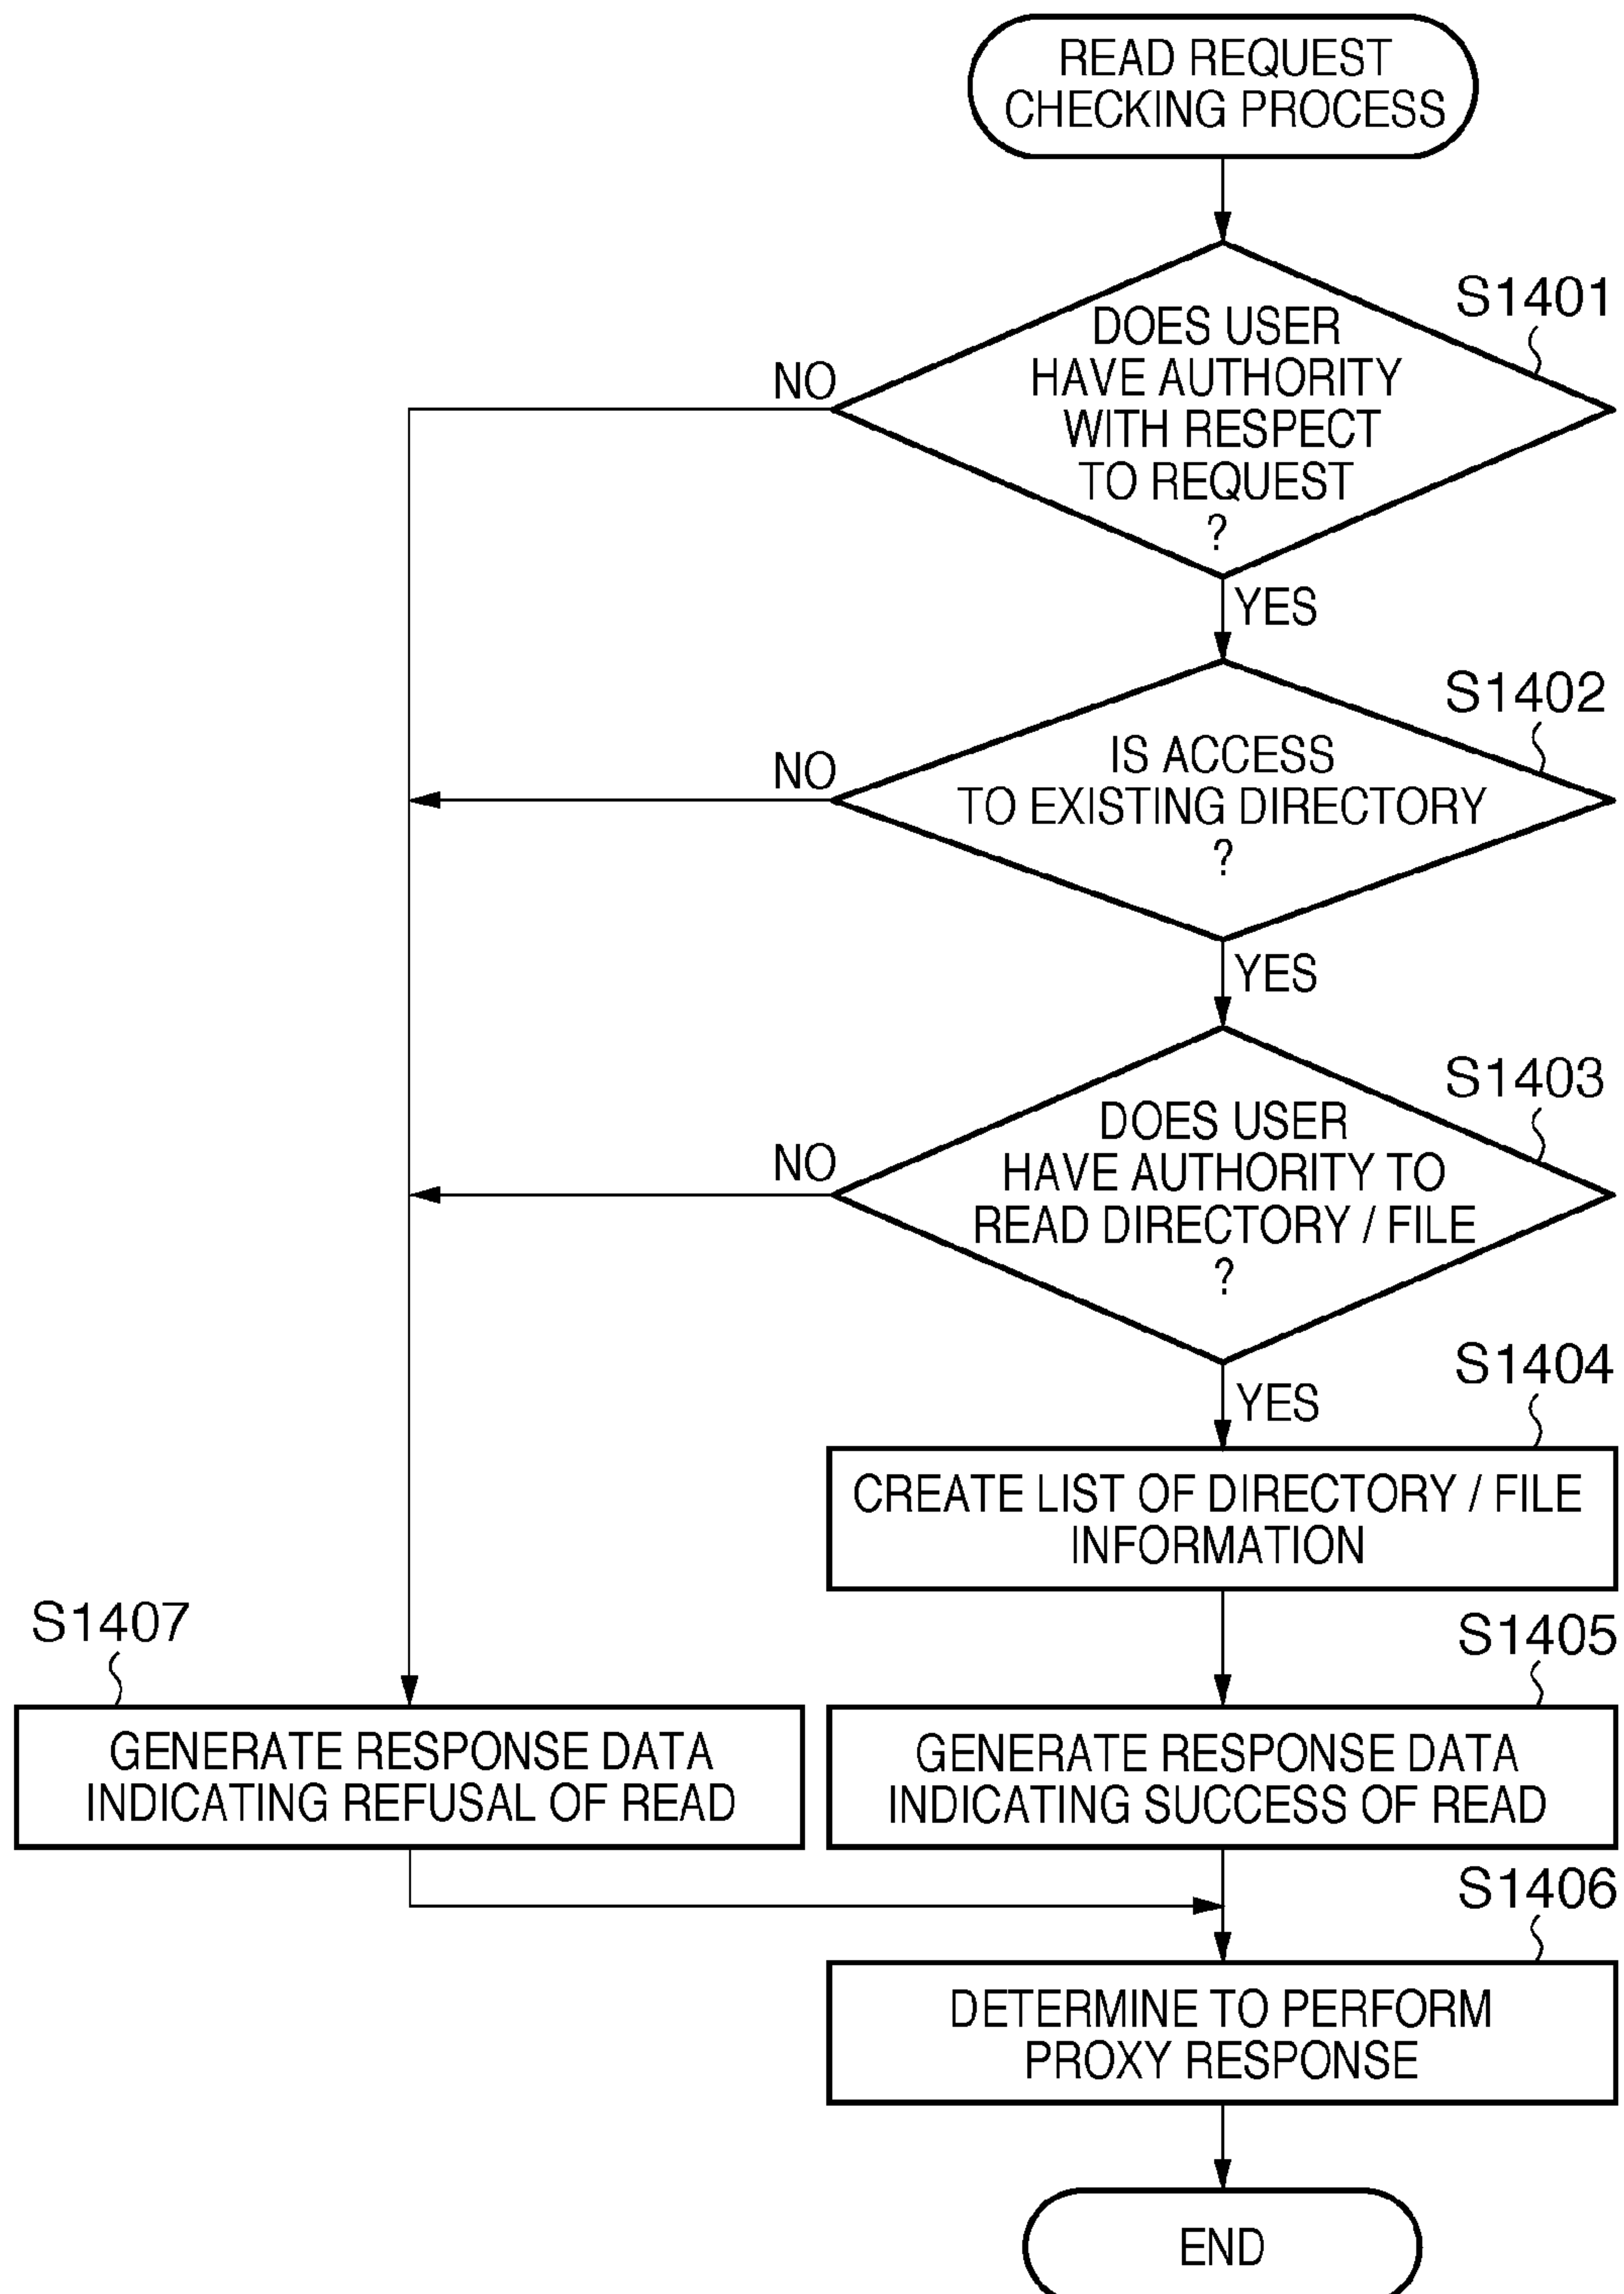 READ REQUEST
CHECKING PROCESS
S1401
DOES USER
HAVE AUTHORITY
WITH RESPECT
TO REQUEST
?
NO
YES
S1402
IS ACCESS
TO EXISTING DIRECTORY
?
NO
YES
S1403
DOES USER
HAVE AUTHORITY TO
READ DIRECTORY / FILE
?
NO
YES
S1404
CREATE LIST OF DIRECTORY / FILE
INFORMATION
S1407
GENERATE RESPONSE DATA
INDICATING REFUSAL OF READ
S1405
GENERATE RESPONSE DATA
INDICATING SUCCESS OF READ
S1406
DETERMINE TO PERFORM
PROXY RESPONSE
END